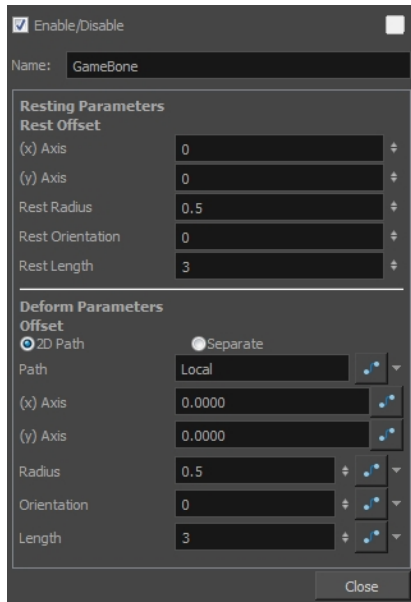 Enable/Disable
Name: GameBone
Resting Parameters
Rest Offset
(x) Axis 0
(y) Axis 0
Rest Radius 0.5
Rest Orientation 0
Rest Length 3
Deform Parameters
Offset
2D Path Separate
Path Local
(x) Axis 0.0000
(y) Axis 0.0000
Radius 0.5
Orientation 0
Length 3
Close